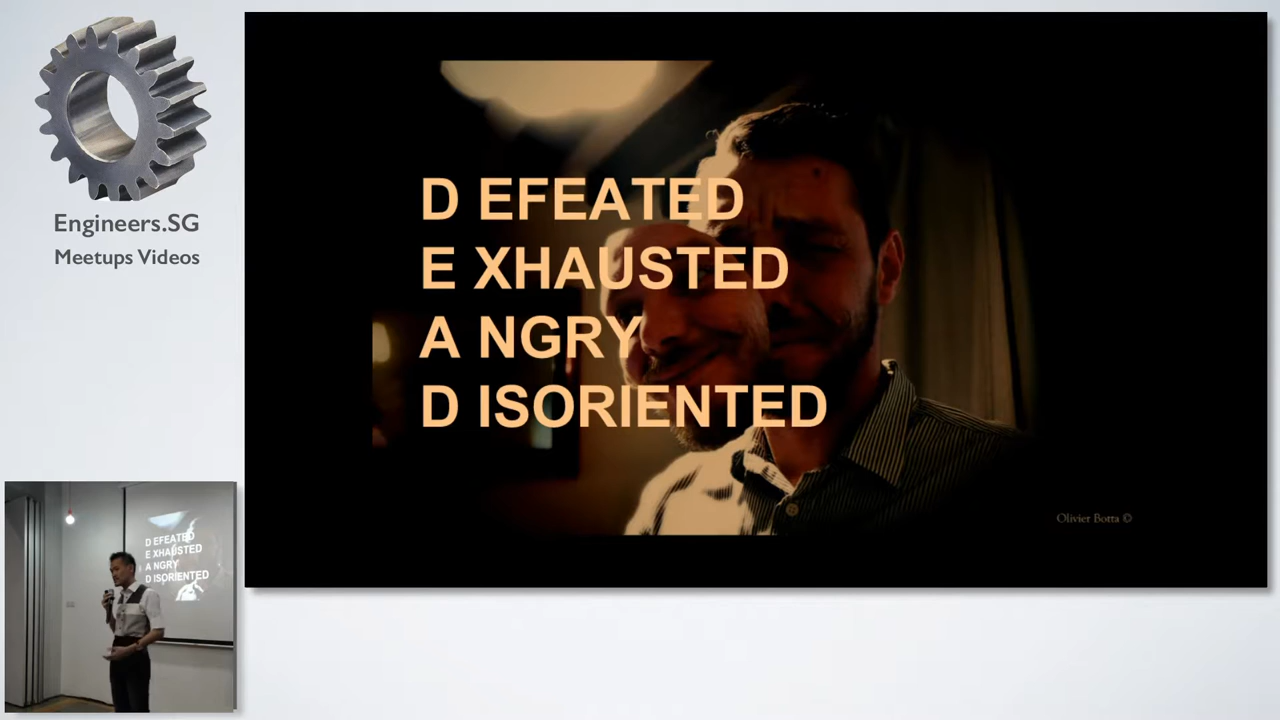 Engineers.SG
Meetups Videos
D EFEATED
E XHAUSTED
A NGRY
D ISORIENTED
Olivier Botta ©
D EFEATED
E XHAUSTED
A NGRY
D ISORIENTED